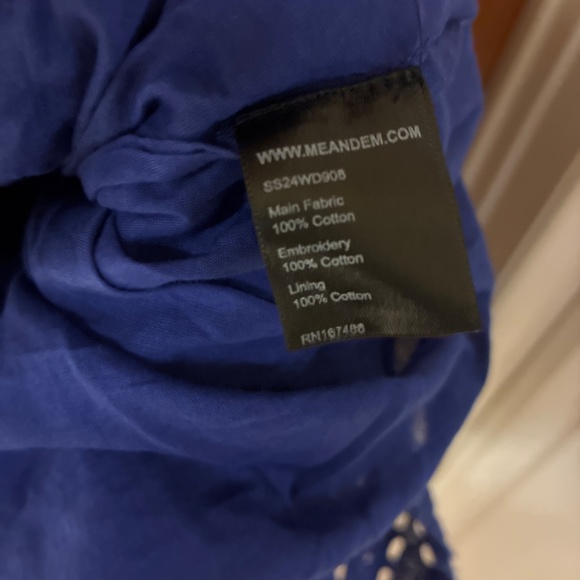 WWW.MEANDEM.COM
SS24WD908
Main Fabric
100% Cotton
Embroidery
100% Cotton
Lining
100% Cotton
RN167486